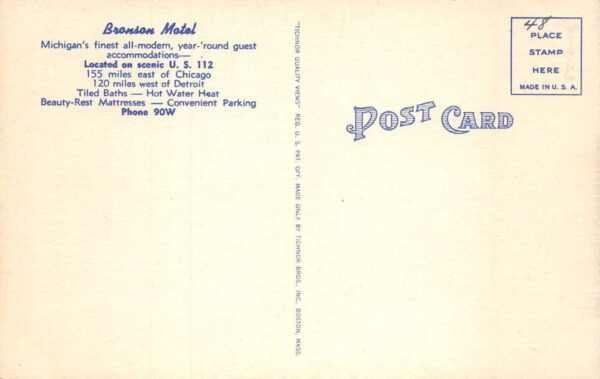 Bronson Motel
Michigan's finest all-modern, year-'round guest
accommodations—
Located on scenic U. S. 112
155 miles east of Chicago
120 miles west of Detroit
Tiled Baths — Hot Water Heat
Beauty-Rest Mattresses — Convenient Parking
Phone 90W
"TICHNOR QUALITY VIEWS" REG. U. S. PAT. OFF. MADE ONLY BY TICHNOR BROS., INC., BOSTON, MASS.
POST CARD
48
PLACE
STAMP
HERE
MADE IN U. S. A.